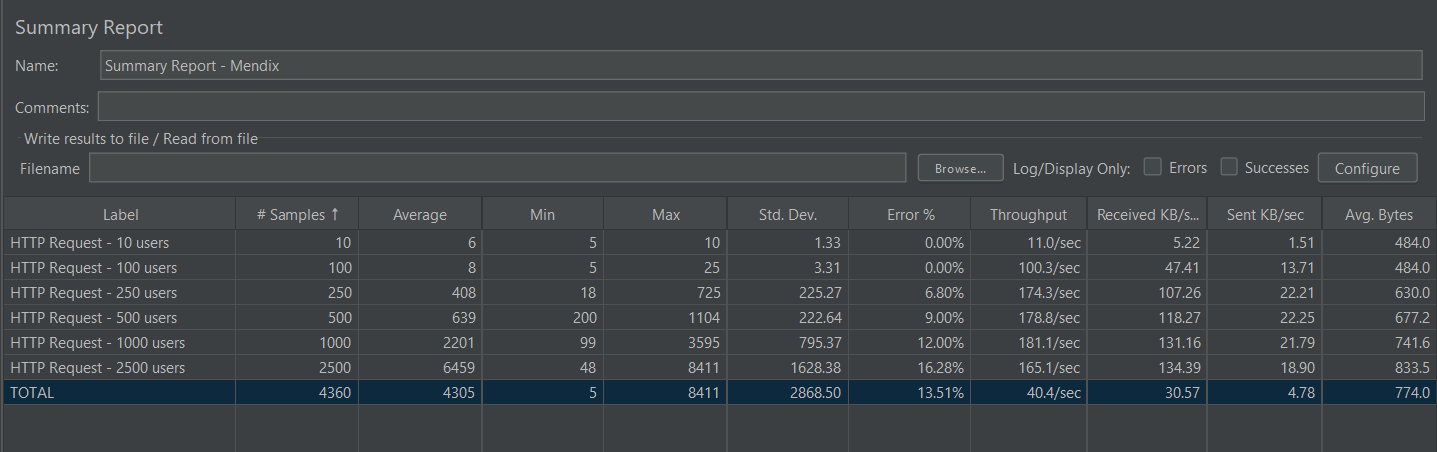 Summary Report
Name: Summary Report - Mendix
Comments:
Write results to file / Read from file
Filename Browse... Log/Display Only: Errors Successes Configure
Label # Samples ↑ Average Min Max Std. Dev. Error % Throughput Received KB/s... Sent KB/sec Avg. Bytes
HTTP Request - 10 users 10 6 5 10 1.33 0.00% 11.0/sec 5.22 1.51 484.0
HTTP Request - 100 users 100 8 5 25 3.31 0.00% 100.3/sec 47.41 13.71 484.0
HTTP Request - 250 users 250 408 18 725 225.27 6.80% 174.3/sec 107.26 22.21 630.0
HTTP Request - 500 users 500 639 200 1104 222.64 9.00% 178.8/sec 118.27 22.25 677.2
HTTP Request - 1000 users 1000 2201 99 3595 795.37 12.00% 181.1/sec 131.16 21.79 741.6
HTTP Request - 2500 users 2500 6459 48 8411 1628.38 16.28% 165.1/sec 134.39 18.90 833.5
TOTAL 4360 4305 5 8411 2868.50 13.51% 40.4/sec 30.57 4.78 774.0